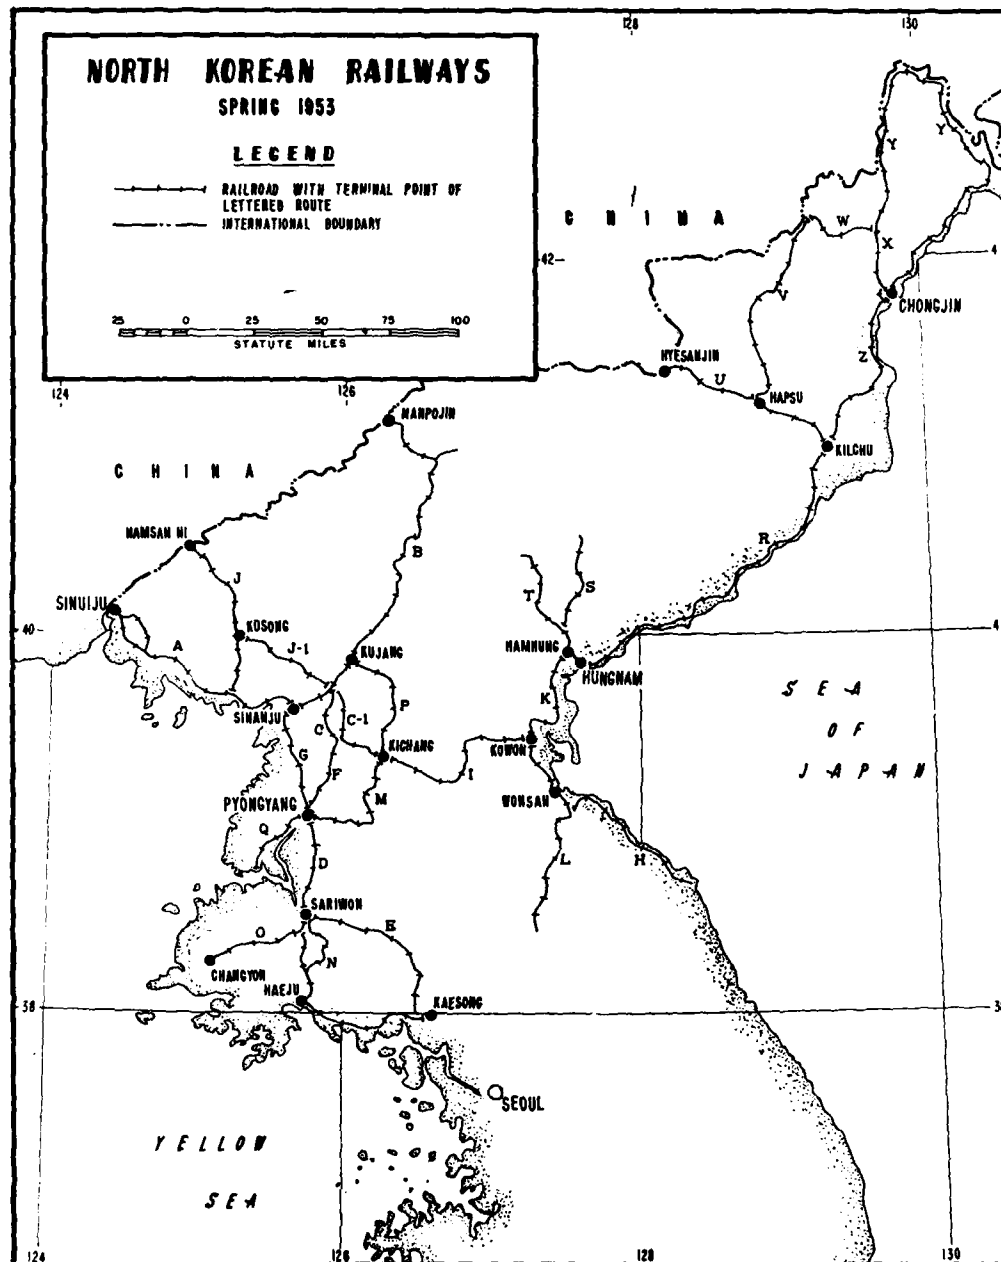 128
130
NORTH KOREAN RAILWAYS
SPRING 1953
LEGEND
RAILROAD WITH TERMINAL POINT OF
LETTERED ROUTE
INTERNATIONAL BOUNDARY
25 0 25 50 75 100
STATUTE MILES
Y
Y
CHINA
W
42
X
4
V
CHONGJIN
HYESANJIN
Z
124
126
U
HAPSU
MANPOJIN
KILCHU
CHINA
R
NAMSAN NI
B
J
S
T
SINUIJU
40
KUSONG
4
A
J-1
KUJANG
HAMHUNG
HUNGNAM
SEA
OF
JAPAN
P
K
SINANJU
C
C-1
KICHANG
KOWON
G
F
I
M
WONSAN
PYONGYANG
Q
D
L
H
SARIWON
O
E
N
CHANGYON
HAEJU
KAESONG
38
3
SEOUL
YELLOW
SEA
124
126
128
130